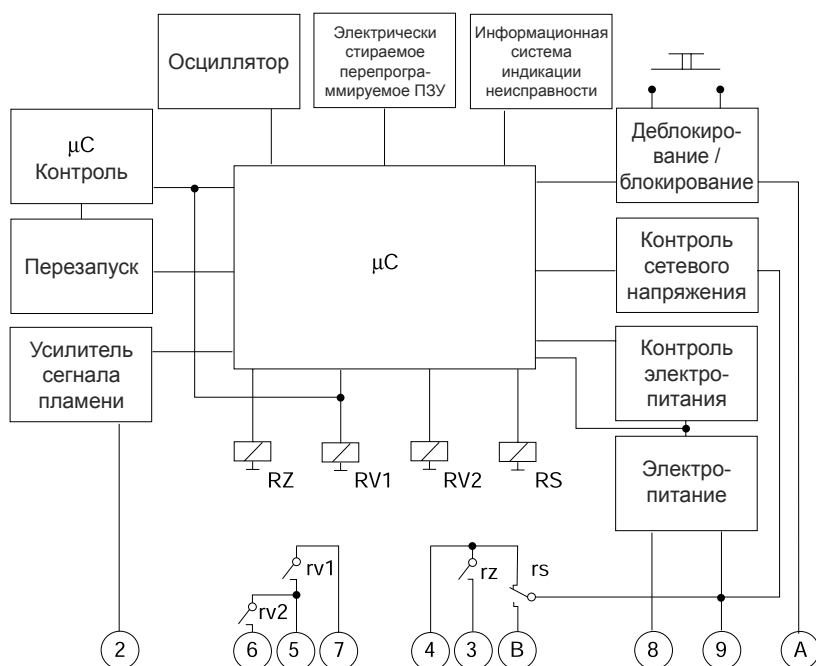 Осциллятор
Электрически
стираемое
перепрограм-
мируемое ПЗУ
Информационная
система
индикации
неисправности
µC
Контроль
Деблокиро-
вание /
блокирование
Перезапуск
µC
Контроль
сетевого
напряжения
Усилитель
сегнала
пламени
Контроль
электро-
питания
RZ
RV1
RV2
RS
Электро-
питание
rv1
rv2
rz
rs
2
6
5
7
4
3
B
8
9
A